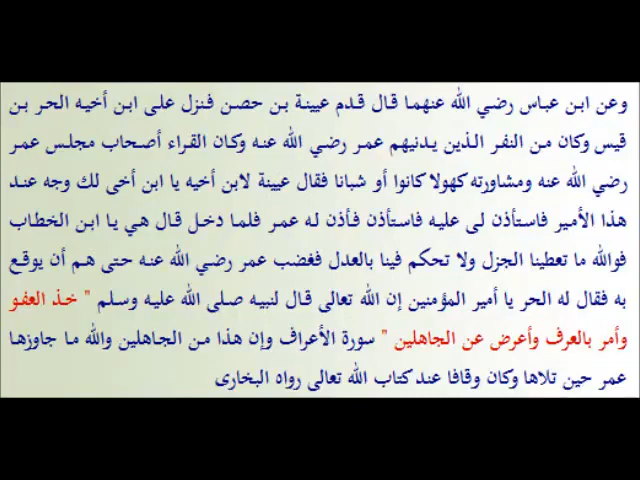 وعن ابن عباس رضي الله عنهما قال قدم عيينة بن حصن فنزل على ابن أخيه الحر بن
قيس وكان من النفر الذين يدنيهم عمر رضي الله عنه وكان القراء أصحاب مجلس عمر
رضي الله عنه ومشاورته كهولا كانوا أو شبانا فقال عيينة لابن أخيه يا ابن أخى لك وجه عند
هذا الأمير فاستأذن لى عليه فاستأذن فأذن له عمر فلما دخل قال هي يا ابن الخطاب
فوالله ما تعطينا الجزل ولا تحكم فينا بالعدل فغضب عمر رضي الله عنه حتى هم أن يوقع
به فقال له الحر يا أمير المؤمنين إن الله تعالى قال لنبيه صلى الله عليه وسلم " خذ العفو
وأمر بالعرف وأعرض عن الجاهلين " سورة الأعراف وإن هذا من الجاهلين والله ما جاوزها
عمر حين تلاها وكان وقافا عند كتاب الله تعالى رواه البخارى